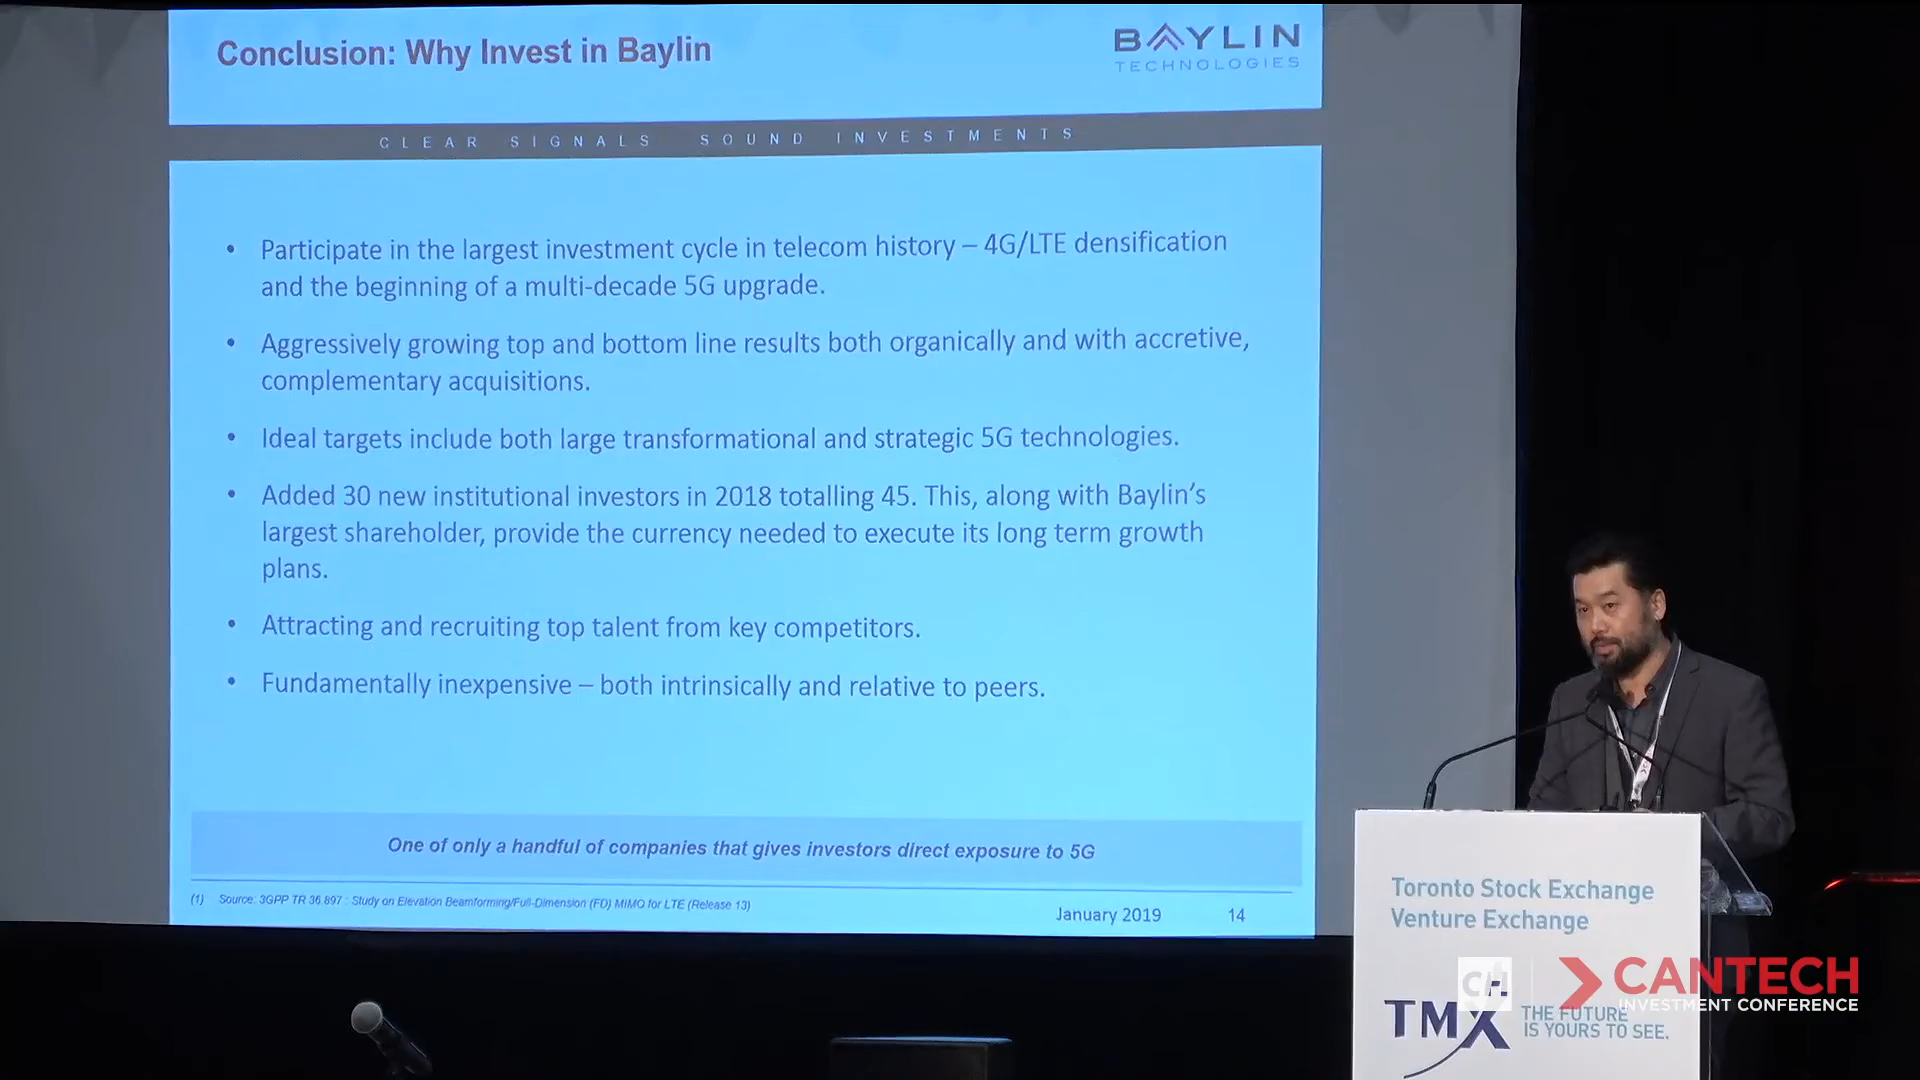 Conclusion: Why Invest in Baylin
BAYLIN
TECHNOLOGIES
CLEAR SIGNALS SOUND INVESTMENTS
• Participate in the largest investment cycle in telecom history – 4G/LTE densification
and the beginning of a multi-decade 5G upgrade.
• Aggressively growing top and bottom line results both organically and with accretive,
complementary acquisitions.
• Ideal targets include both large transformational and strategic 5G technologies.
• Added 30 new institutional investors in 2018 totalling 45. This, along with Baylin’s
largest shareholder, provide the currency needed to execute its long term growth
plans.
• Attracting and recruiting top talent from key competitors.
• Fundamentally inexpensive – both intrinsically and relative to peers.
One of only a handful of companies that gives investors direct exposure to 5G
(1) Source: 3GPP TR 36.897 : Study on Elevation Beamforming/Full-Dimension (FD) MIMO for LTE (Release 13)
January 2019 14
Toronto Stock Exchange
Venture Exchange
TMX
THE FUTURE
IS YOURS TO SEE.
CANTECH
INVESTMENT CONFERENCE